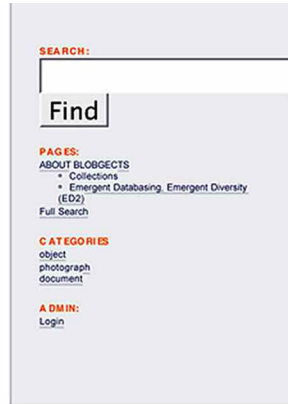 SEARCH:
Find
PAGES:
ABOUT BLOBGECTS
Collections
Emergent Databasing, Emergent Diversity
(ED2)
Full Search
CATEGORIES
object
photograph
document
ADMIN:
Login